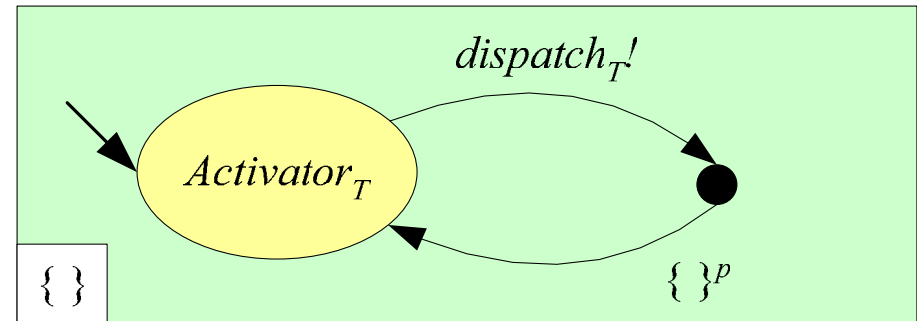 dispatch_T!
Activator_T
{ }
{ }^p